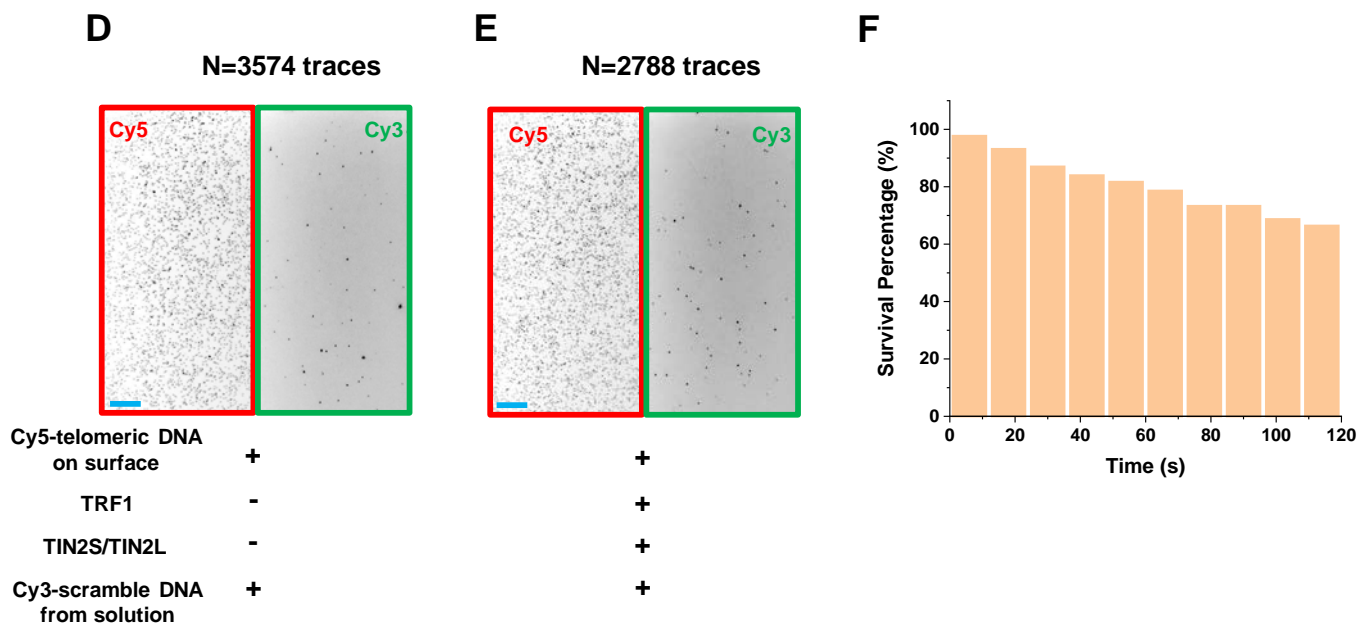 D
E
F
N=3574 traces
N=2788 traces
Cy5
Cy3
Cy5
Cy3
Cy5-telomeric DNA
on surface
+
+
TRF1
-
+
TIN2S/TIN2L
-
+
Cy3-scramble DNA
from solution
+
+
Survival Percentage (%)
100
80
60
40
20
0
0
20
40
60
80
100
120
Time (s)